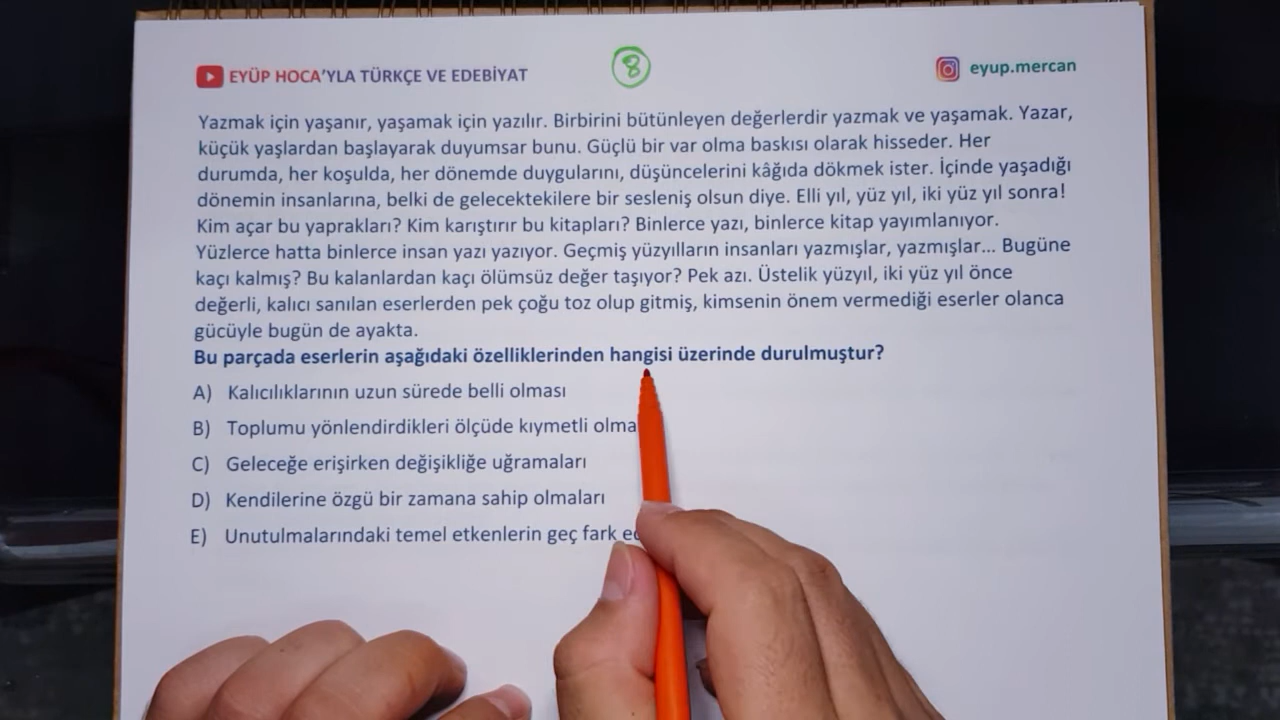 EYÜP HOCA'YLA TÜRKÇE VE EDEBİYAT
8
eyup.mercan
Yazmak için yaşanır, yaşamak için yazılır. Birbirini bütünleyen değerlerdir yazmak ve yaşamak. Yazar,
küçük yaşlardan başlayarak duyumsar bunu. Güçlü bir var olma baskısı olarak hisseder. Her
durumda, her koşulda, her dönemde duygularını, düşüncelerini kâğıda dökmek ister. İçinde yaşadığı
dönemin insanlarına, belki de gelecektekilere bir sesleniş olsun diye. Elli yıl, yüz yıl, iki yüz yıl sonra!
Kim açar bu yaprakları? Kim karıştırır bu kitapları? Binlerce yazı, binlerce kitap yayımlanıyor.
Yüzlerce hatta binlerce insan yazı yazıyor. Geçmiş yüzyılların insanları yazmışlar, yazmışlar... Bugüne
kaçı kalmış? Bu kalanlardan kaçı ölümsüz değer taşıyor? Pek azı. Üstelik yüzyıl, iki yüz yıl önce
değerli, kalıcı sanılan eserlerden pek çoğu toz olup gitmiş, kimsenin önem vermediği eserler olanca
gücüyle bugün de ayakta.
Bu parçada eserlerin aşağıdaki özelliklerinden hangisi üzerinde durulmuştur?
A) Kalıcılıklarının uzun sürede belli olması
B) Toplumu yönlendirdikleri ölçüde kıymetli olma
C) Geleceğe erişirken değişikliğe uğramaları
D) Kendilerine özgü bir zamana sahip olmaları
E) Unutulmalarındaki temel etkenlerin geç fark